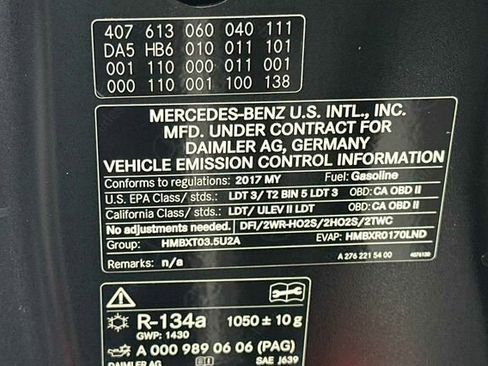 407 613 060 040 111
DA5 HB6 010 011 101
001 110 000 011 001
000 110 001 100 138
MERCEDES-BENZ U.S. INTL., INC.
MFD. UNDER CONTRACT FOR
DAIMLER AG, GERMANY
VEHICLE EMISSION CONTROL INFORMATION
Conforms to regulations: 2017 MY Fuel: Gasoline
U.S. EPA Class/ stds.: LDT 3/ T2 BIN 5 LDT 3 OBD: CA OBD II
California Class/ stds.: LDT/ ULEV II LDT OBD: CA OBD II
No adjustments needed. DFI/2WR-HO2S/2HO2S/2TWC
Group: HMBXT03.5U2A EVAP: HMBXR0170LND
Remarks: n/a A 276 221 54 00 4076130
R-134a 1050 ± 10 g
GWP: 1430
A 000 989 06 06 (PAG)
DAIMLER AG SAE J639